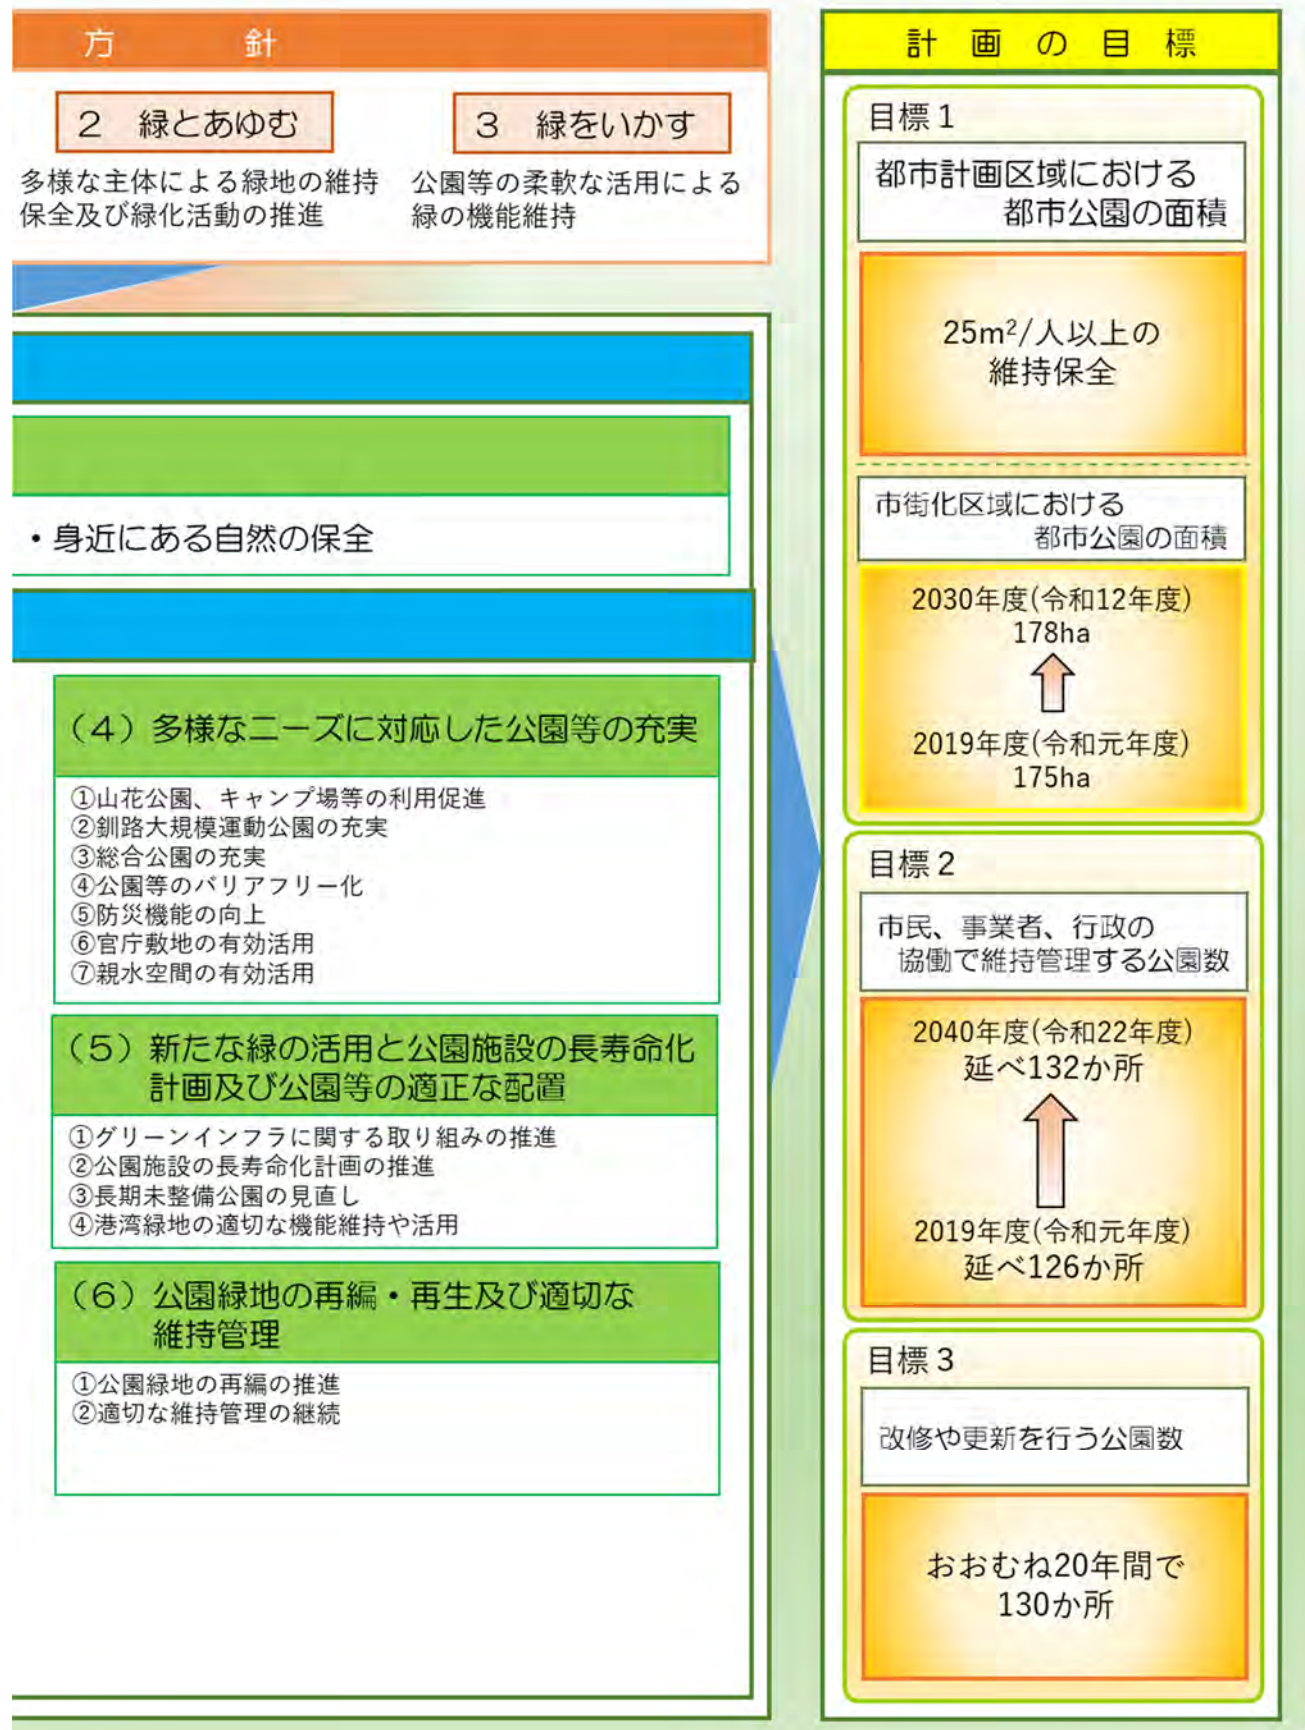 方　針
2　緑とあゆむ
多様な主体による緑地の維持
保全及び緑化活動の推進
3　緑をいかす
公園等の柔軟な活用による
緑の機能維持
・身近にある自然の保全
（4）多様なニーズに対応した公園等の充実
①山花公園、キャンプ場等の利用促進
②釧路大規模運動公園の充実
③総合公園の充実
④公園等のバリアフリー化
⑤防災機能の向上
⑥官庁敷地の有効活用
⑦親水空間の有効活用
（5）新たな緑の活用と公園施設の長寿命化
計画及び公園等の適正な配置
①グリーンインフラに関する取り組みの推進
②公園施設の長寿命化計画の推進
③長期未整備公園の見直し
④港湾緑地の適切な機能維持や活用
（6）公園緑地の再編・再生及び適切な
維持管理
①公園緑地の再編の推進
②適切な維持管理の継続
計画の目標
目標1
都市計画区域における
都市公園の面積
25m²/人以上の
維持保全
市街化区域における
都市公園の面積
2030年度(令和12年度)
178ha
2019年度(令和元年度)
175ha
目標2
市民、事業者、行政の
協働で維持管理する公園数
2040年度(令和22年度)
延べ132か所
2019年度(令和元年度)
延べ126か所
目標3
改修や更新を行う公園数
おおむね20年間で
130か所